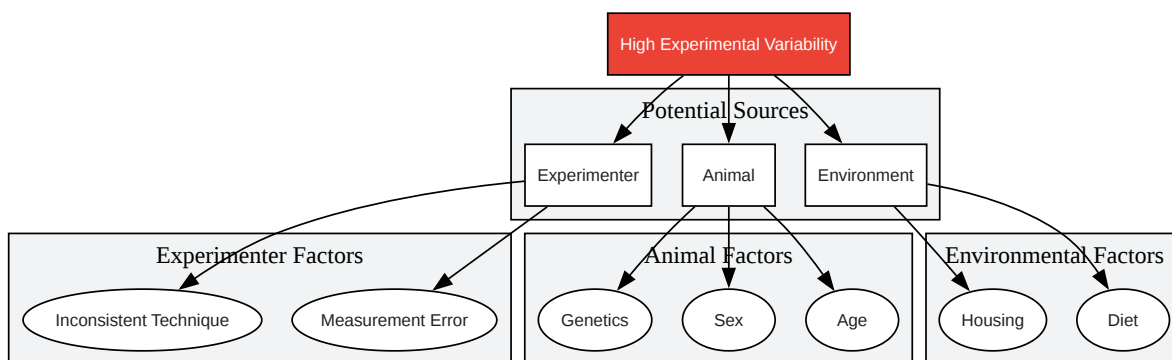 High Experimental Variability
Potential Sources
Experimenter
Animal
Environment
Experimenter Factors
Animal Factors
Environmental Factors
Inconsistent Technique
Measurement Error
Genetics
Sex
Age
Housing
Diet